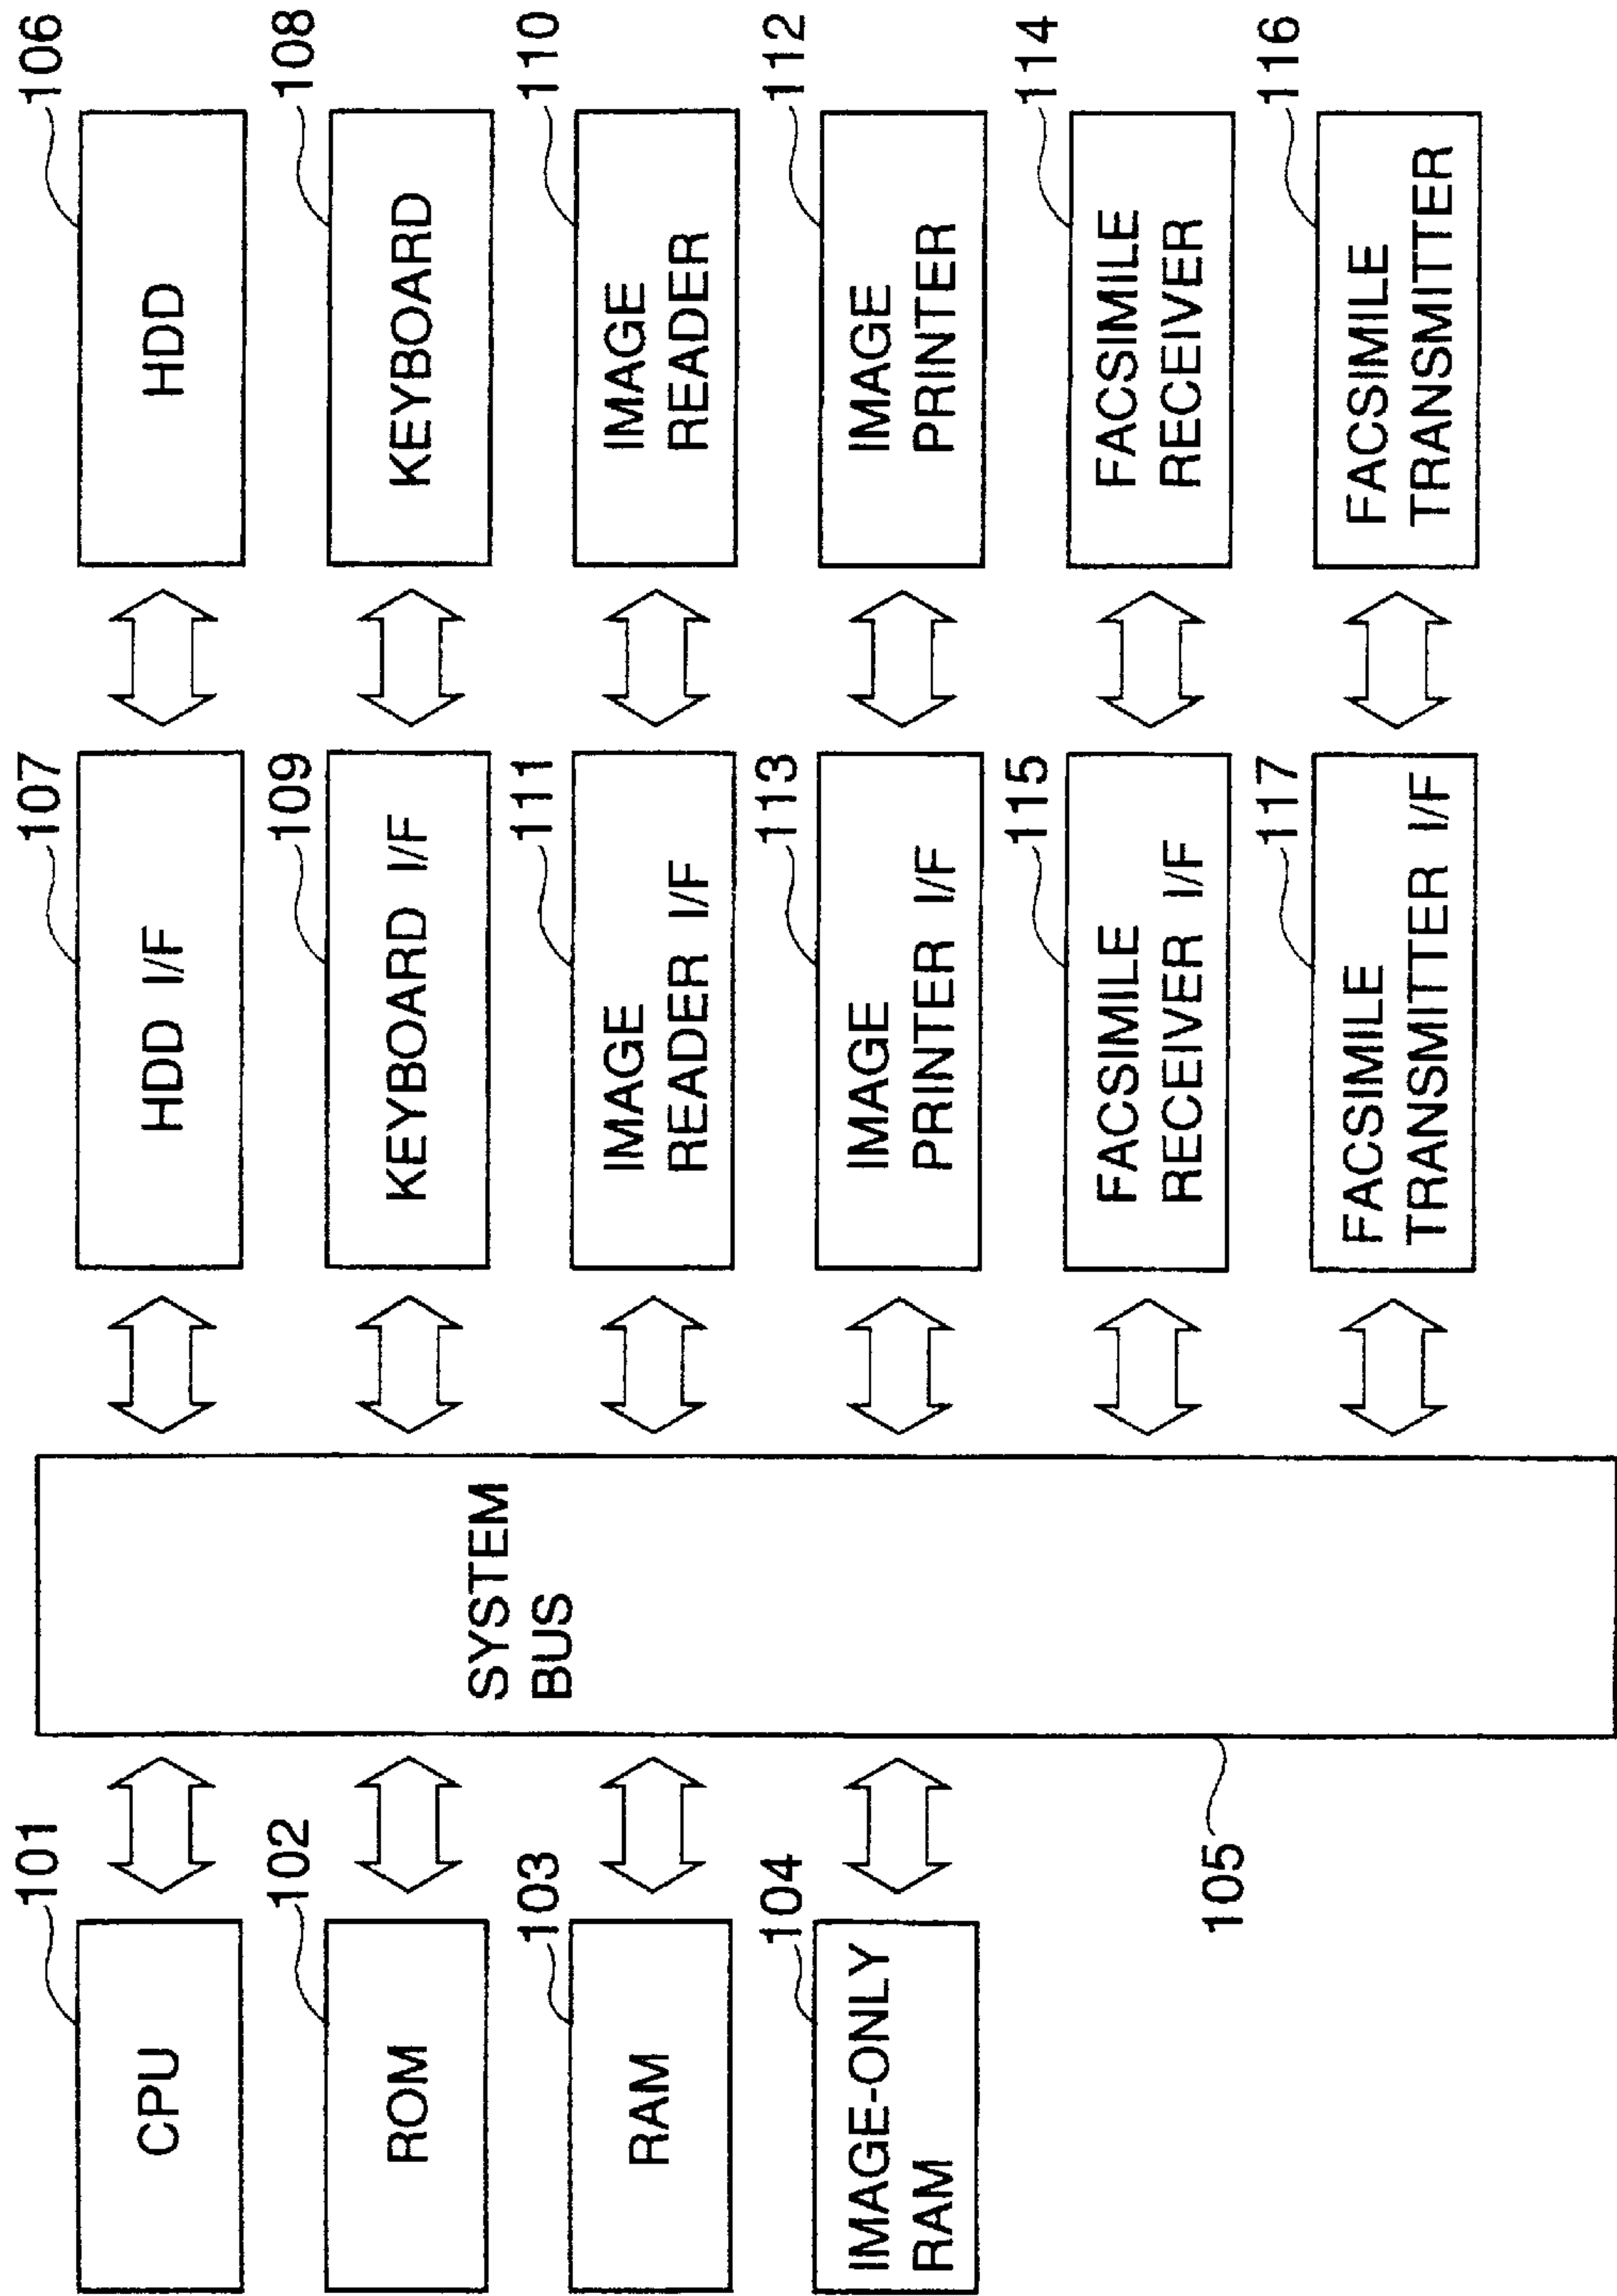 101
CPU
102
ROM
103
RAM
104
IMAGE-ONLY
RAM
SYSTEM
BUS
105
107
HDD I/F
109
KEYBOARD I/F
111
IMAGE
READER I/F
113
IMAGE
PRINTER I/F
115
FACSIMILE
RECEIVER I/F
117
FACSIMILE
TRANSMITTER I/F
106
HDD
108
KEYBOARD
110
IMAGE
READER
112
IMAGE
PRINTER
114
FACSIMILE
RECEIVER
116
FACSIMILE
TRANSMITTER